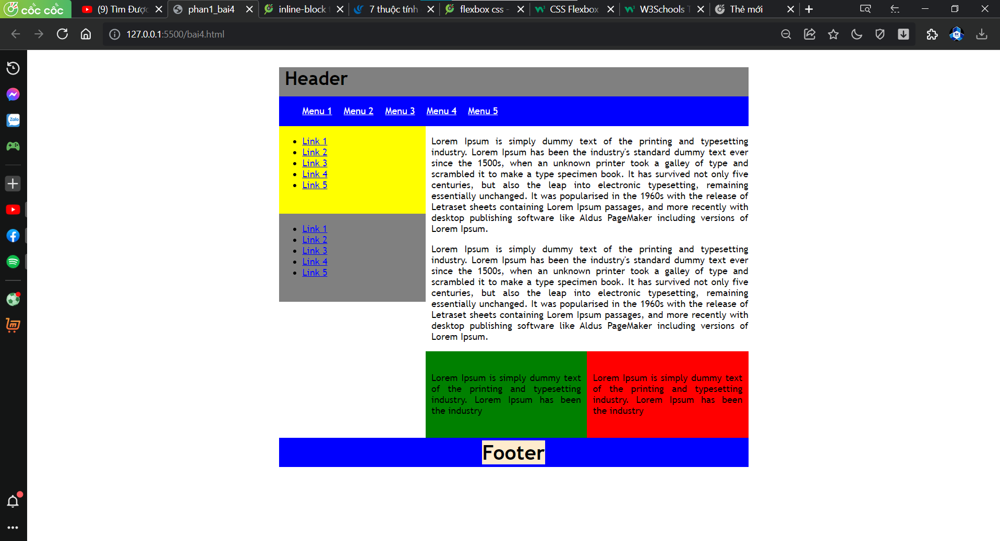 cốc cốc
(9) Tìm Được
phan1_bai4
inline-block
7 thuộc tính
flexbox css -
CSS Flexbox
W3Schools T
Thẻ mới
127.0.0.1:5500/bai4.html
Zalo
Header
Menu 1 Menu 2 Menu 3 Menu 4 Menu 5
Link 1
Link 2
Link 3
Link 4
Link 5
Link 1
Link 2
Link 3
Link 4
Link 5
Lorem Ipsum is simply dummy text of the printing and typesetting
industry. Lorem Ipsum has been the industry's standard dummy text ever
since the 1500s, when an unknown printer took a galley of type and
scrambled it to make a type specimen book. It has survived not only five
centuries, but also the leap into electronic typesetting, remaining
essentially unchanged. It was popularised in the 1960s with the release of
Letraset sheets containing Lorem Ipsum passages, and more recently with
desktop publishing software like Aldus PageMaker including versions of
Lorem Ipsum.
Lorem Ipsum is simply dummy text of the printing and typesetting
industry. Lorem Ipsum has been the industry's standard dummy text ever
since the 1500s, when an unknown printer took a galley of type and
scrambled it to make a type specimen book. It has survived not only five
centuries, but also the leap into electronic typesetting, remaining
essentially unchanged. It was popularised in the 1960s with the release of
Letraset sheets containing Lorem Ipsum passages, and more recently with
desktop publishing software like Aldus PageMaker including versions of
Lorem Ipsum.
Lorem Ipsum is simply dummy text
of the printing and typesetting
industry. Lorem Ipsum has been
the industry
Lorem Ipsum is simply dummy text
of the printing and typesetting
industry. Lorem Ipsum has been
the industry
Footer